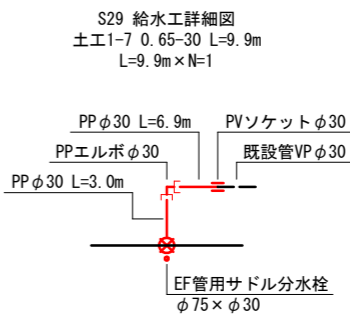 S29 給水工詳細図
土工1-7 0.65-30 L=9.9m
L=9.9m×N=1
PPφ30 L=6.9m
PVソケットφ30
PPエルボφ30
既設管VPφ30
PPφ30 L=3.0m
EF管用サドル分水栓
φ75×φ30